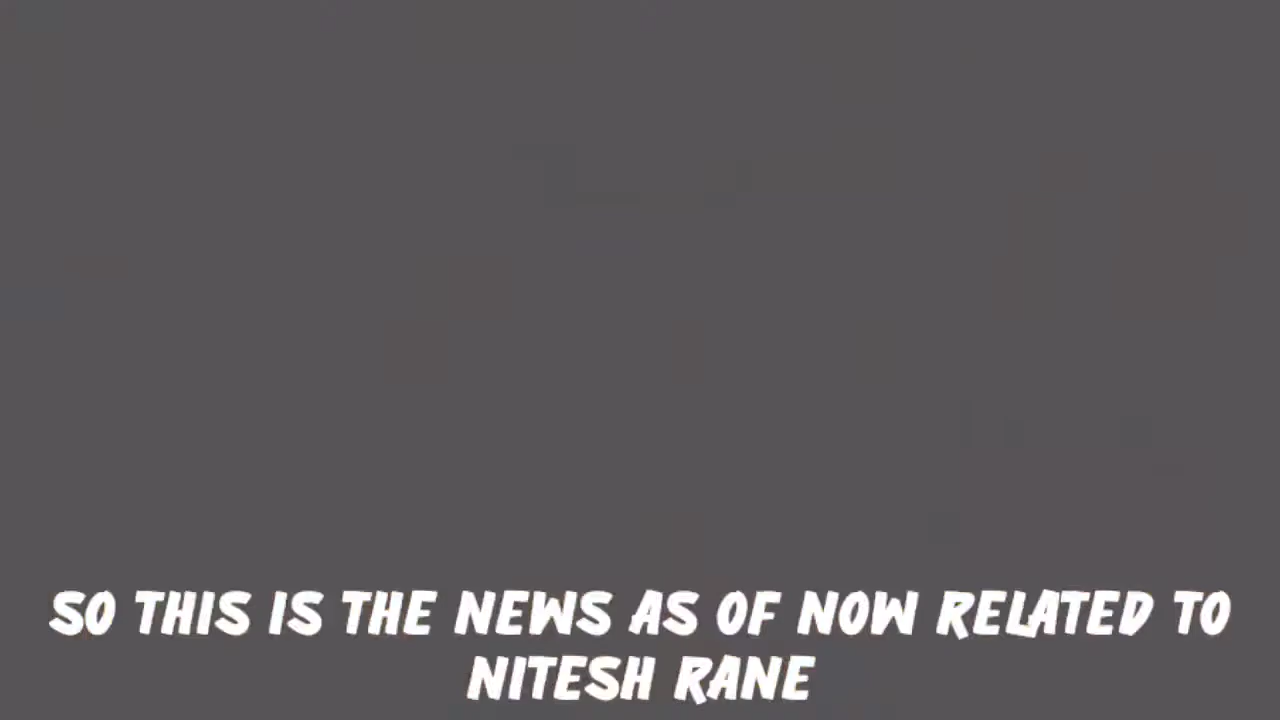 SO THIS IS THE NEWS AS OF NOW RELATED TO
NITESH RANE